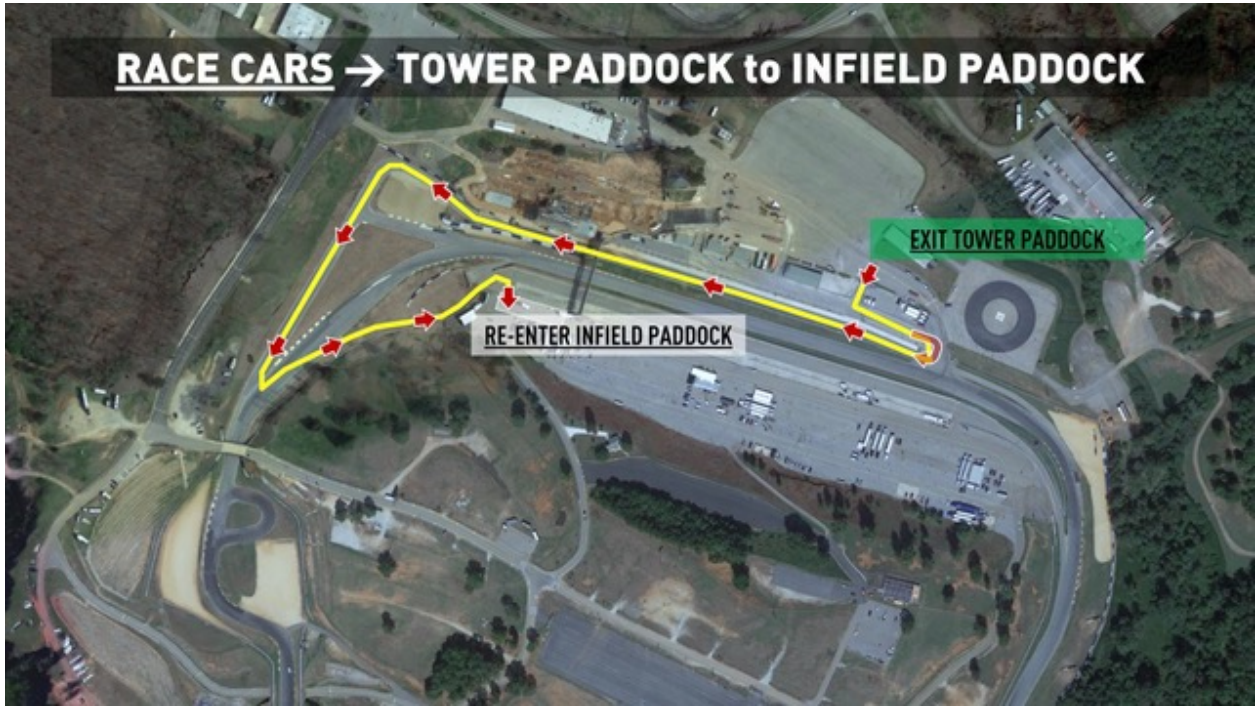 RACE CARS → TOWER PADDOCK to INFIELD PADDOCK
EXIT TOWER PADDOCK
RE-ENTER INFIELD PADDOCK